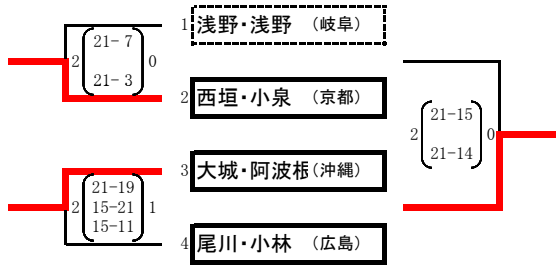 1 浅野・浅野 （岐阜）
21- 7
2 0
21- 3
2 西垣・小泉 （京都）
21-15
2 0
21-14
3 大城・阿波根（沖縄）
21-19
2 15-21 1
15-11
4 尾川・小林 （広島）